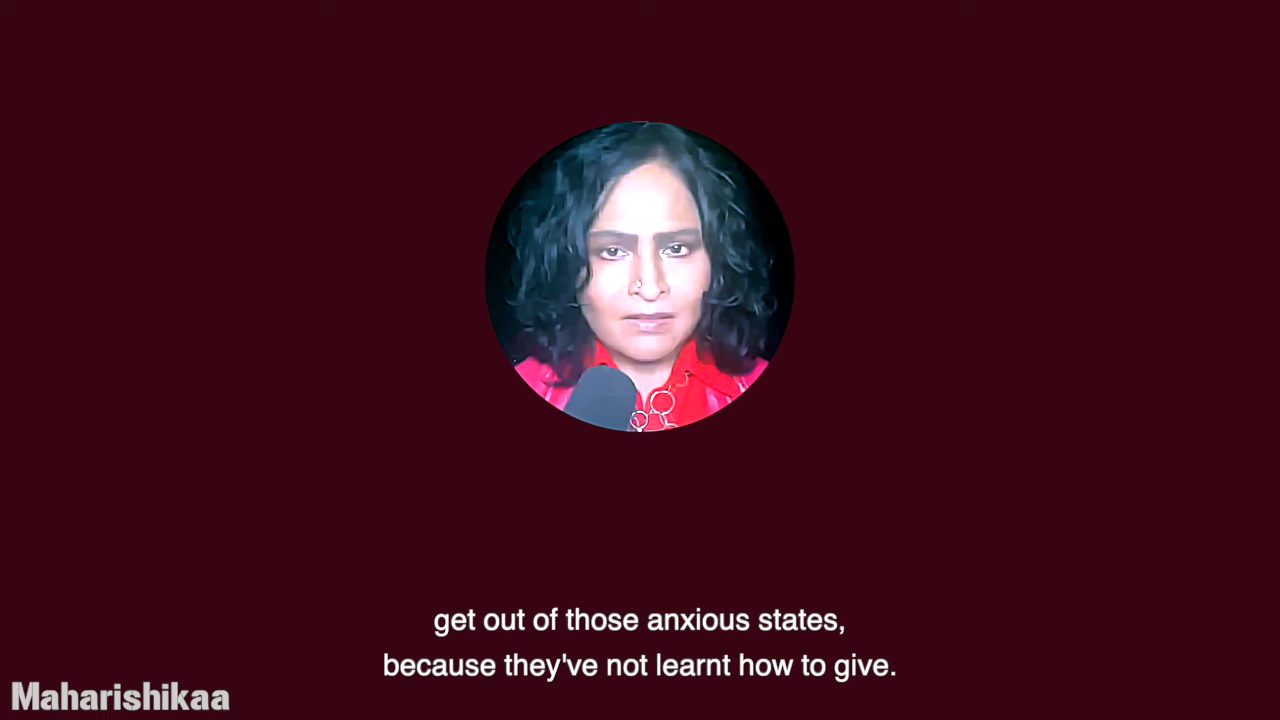 get out of those anxious states,
because they've not learnt how to give.
Maharishikaa